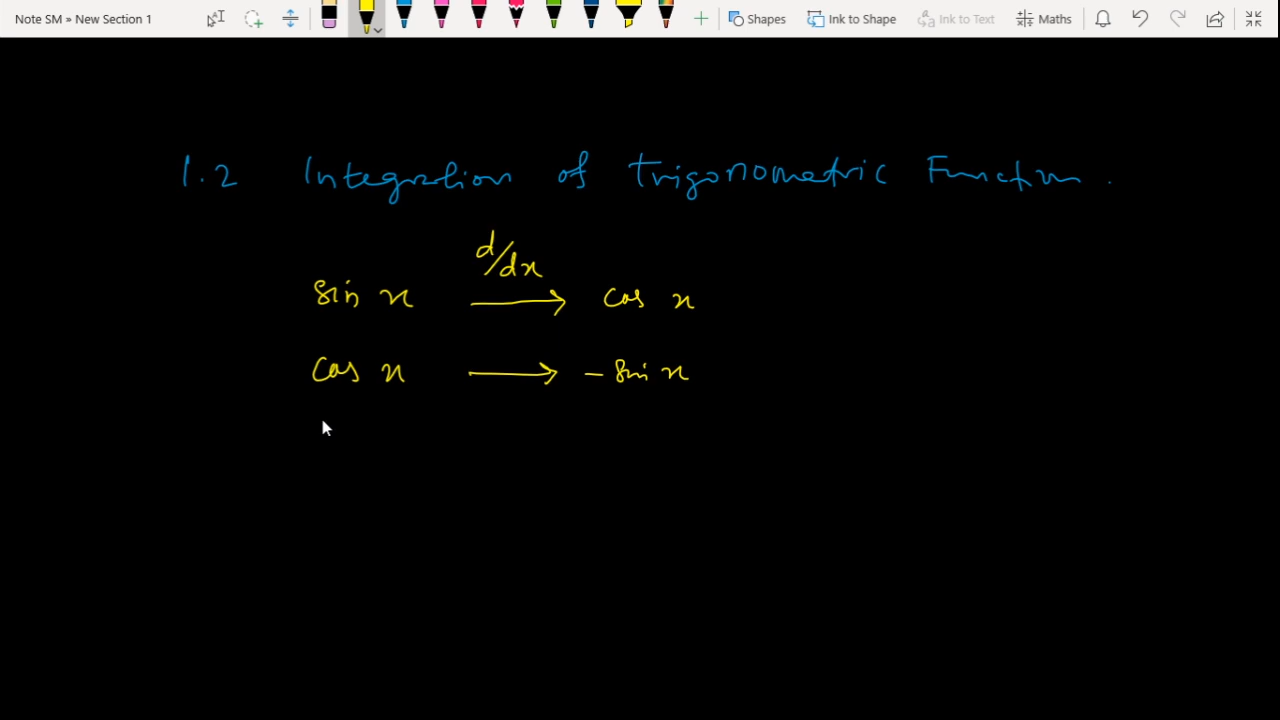 Note SM » New Section 1
Shapes
Ink to Shape
Ink to Text
Maths
1.2 Integration of Trigonometric Function.
d/dx
sin x → cos x
cos x → - sin x